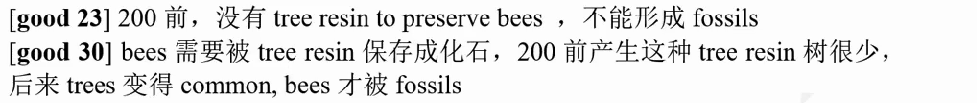 [good 23] 200 前，没有 tree resin to preserve bees ，不能形成 fossils
[good 30] bees 需要被 tree resin 保存成化石，200 前产生这种 tree resin 树很少，
后来 trees 变得 common, bees 才被 fossils